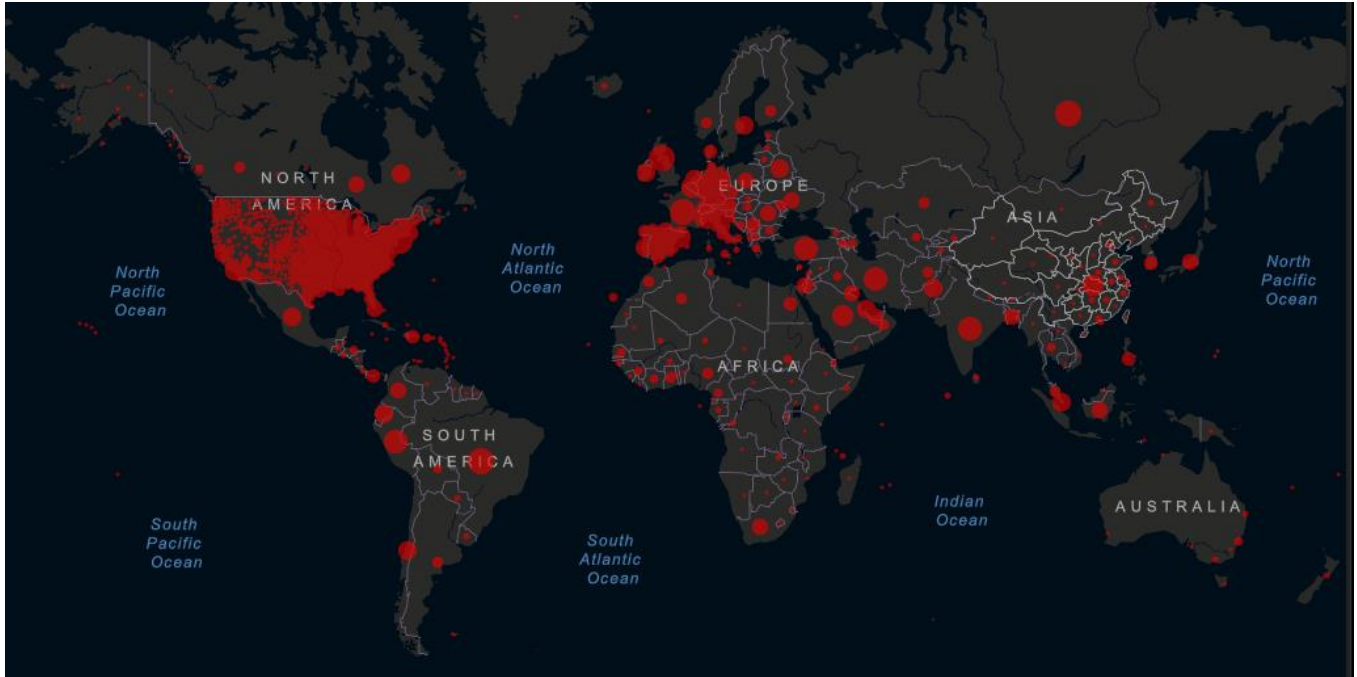 NORTH
AMERICA
EUROPE
ASIA
North
Pacific
Ocean
North
Atlantic
Ocean
North
Pacific
Ocean
AFRICA
SOUTH
AMERICA
South
Pacific
Ocean
South
Atlantic
Ocean
Indian
Ocean
AUSTRALIA